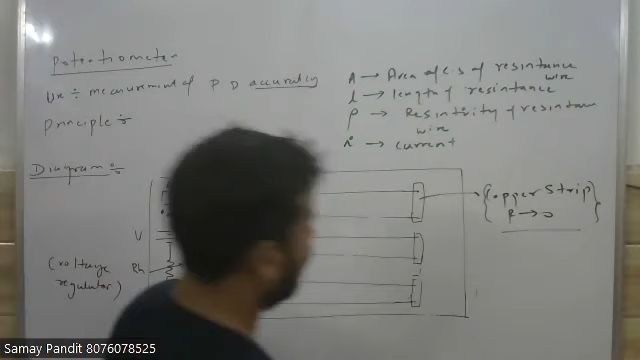 Potentiometer
Use ÷ measurement of P D accurately
Principle ÷
Diagram ÷
A → Area of c.s of resistance wire
l → length of resistance
ρ → Resistivity of resistance wire
i → current
V
Rh
(voltage regulator)
{Copper Strip R → 0}
Samay Pandit 8076078525